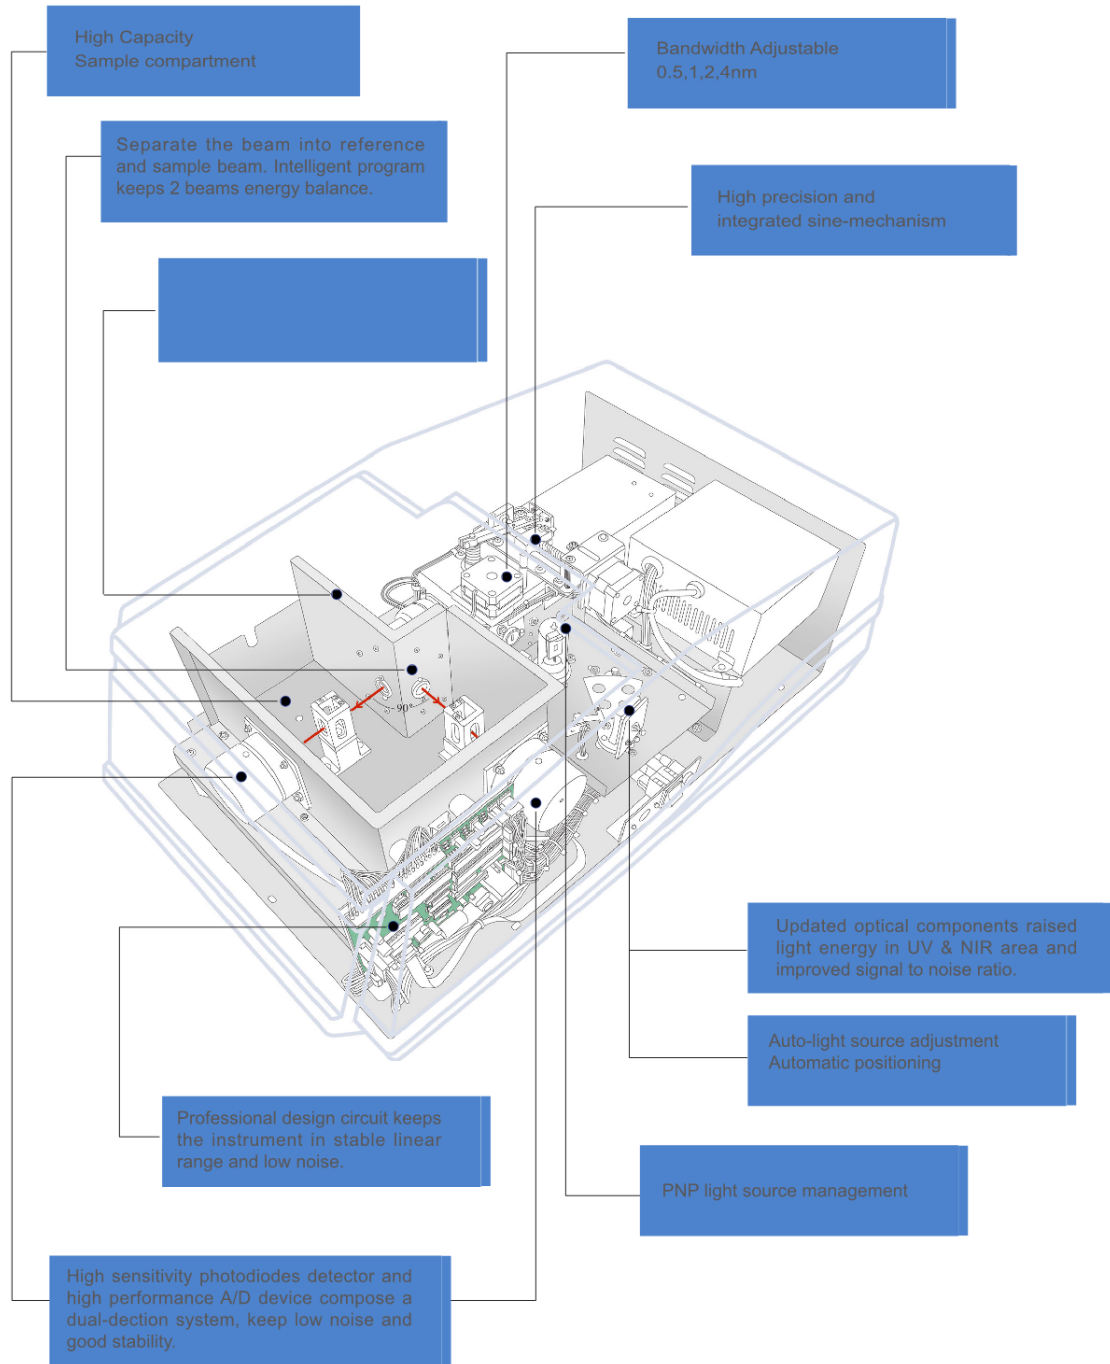 High Capacity
Sample compartment
Bandwidth Adjustable
0.5,1,2,4nm
Separate the beam into reference
and sample beam. Intelligent program
keeps 2 beams energy balance.
High precision and
integrated sine-mechanism
90°
Updated optical components raised
light energy in UV & NIR area and
improved signal to noise ratio.
Auto-light source adjustment
Automatic positioning
Professional design circuit keeps
the instrument in stable linear
range and low noise.
PNP light source management
High sensitivity photodiodes detector and
high performance A/D device compose a
dual-dection system, keep low noise and
good stability.